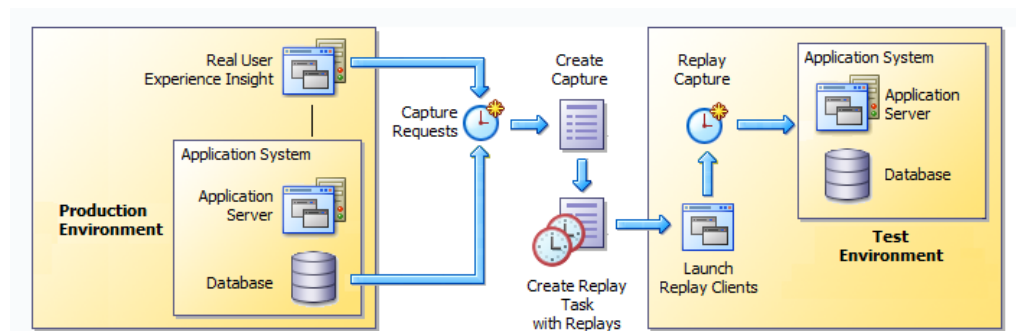 Real User
Experience Insight
Application System
Application
Server
Production
Environment
Database
Capture
Requests
Create
Capture
Create Replay
Task
with Replays
Replay
Capture
Launch
Replay Clients
Application System
Application
Server
Database
Test
Environment